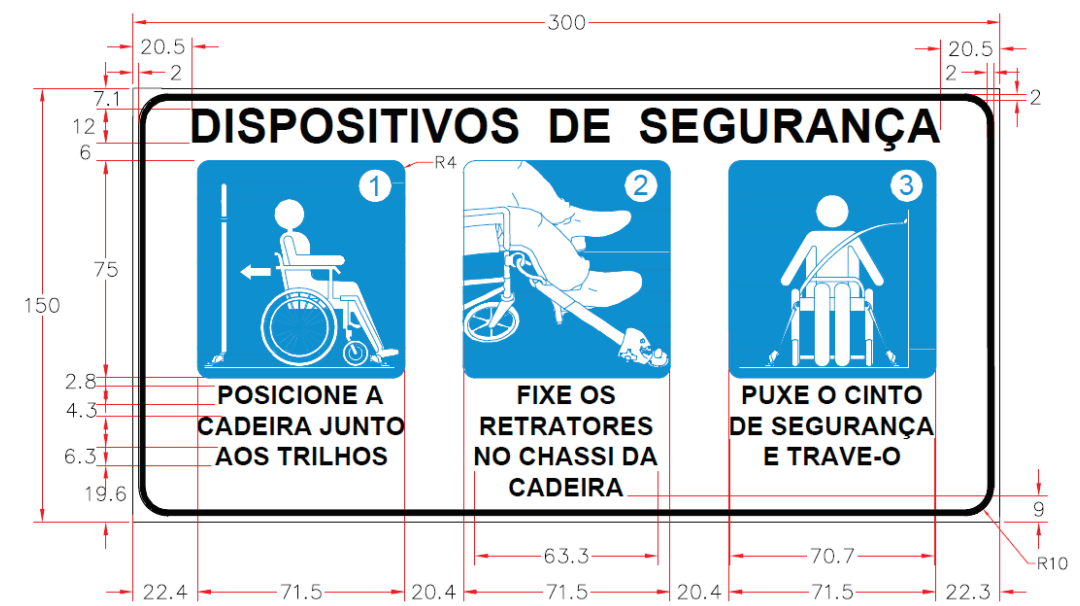 300
20.5
20.5
2
2
7.1
2
12
DISPOSITIVOS DE SEGURANÇA
6
R4
1
2
3
75
150
2.8
POSICIONE A
CADEIRA JUNTO
AOS TRILHOS
FIXE OS
RETRATORES
NO CHASSI DA
CADEIRA
PUXE O CINTO
DE SEGURANÇA
E TRAVE-O
4.3
6.3
19.6
9
63.3
70.7
R10
22.4
71.5
20.4
71.5
20.4
71.5
22.3